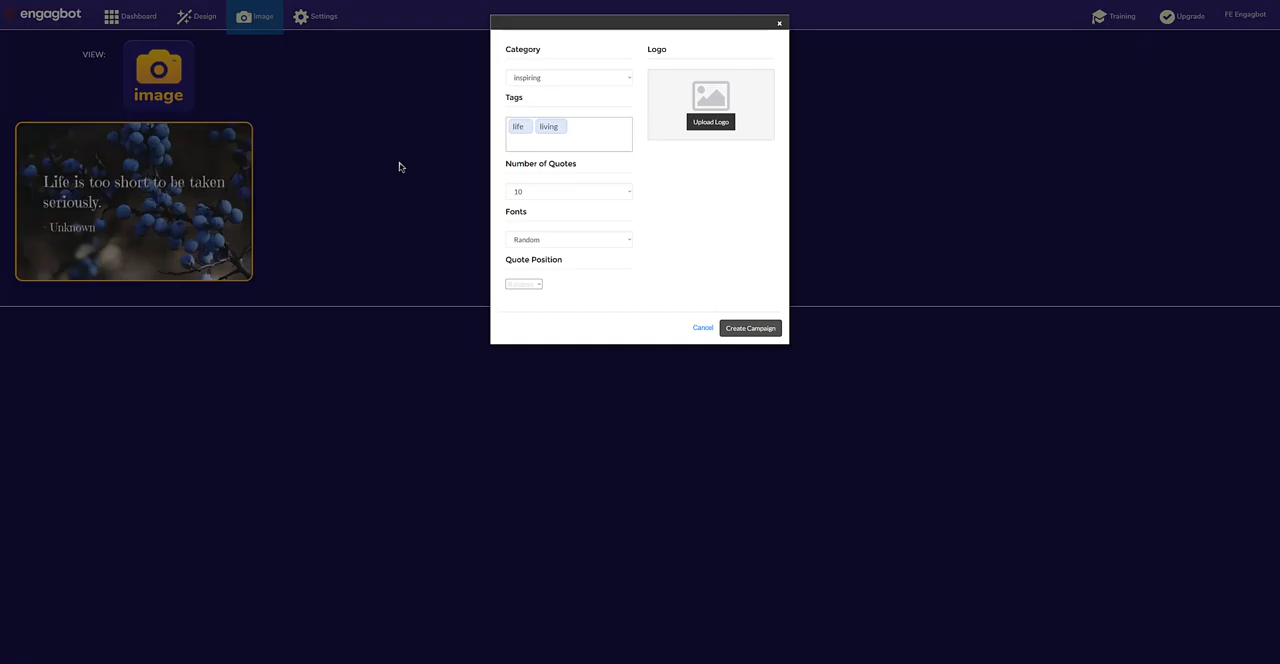 engagbot
Dashboard
Design
Image
Settings
Training
Upgrade
FE Engagbot
VIEW:
image
Life is too short to be taken
seriously.
- Unknown
x
Category
inspiring
Tags
life living
Number of Quotes
10
Fonts
Random
Quote Position
Random
Logo
Upload Logo
Cancel
Create Campaign